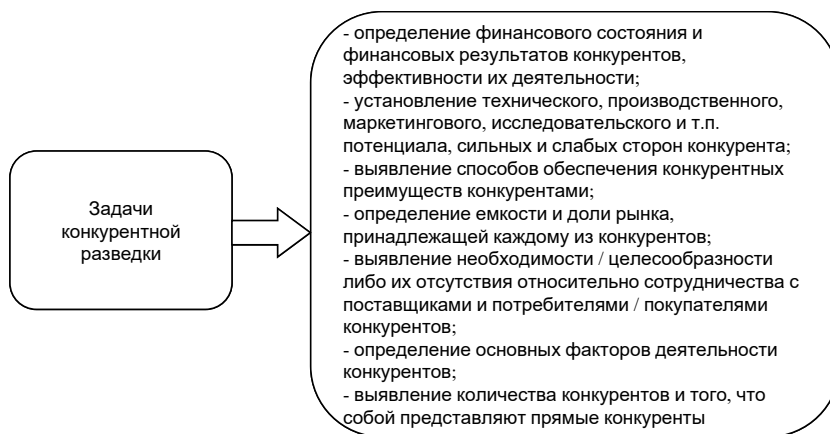 Задачи
конкурентной
разведки
- определение финансового состояния и
финансовых результатов конкурентов,
эффективности их деятельности;
- установление технического, производственного,
маркетингового, исследовательского и т.п.
потенциала, сильных и слабых сторон конкурента;
- выявление способов обеспечения конкурентных
преимуществ конкурентами;
- определение емкости и доли рынка,
принадлежащей каждому из конкурентов;
- выявление необходимости / целесообразности
либо их отсутствия относительно сотрудничества с
поставщиками и потребителями / покупателями
конкурентов;
- определение основных факторов деятельности
конкурентов;
- выявление количества конкурентов и того, что
собой представляют прямые конкуренты